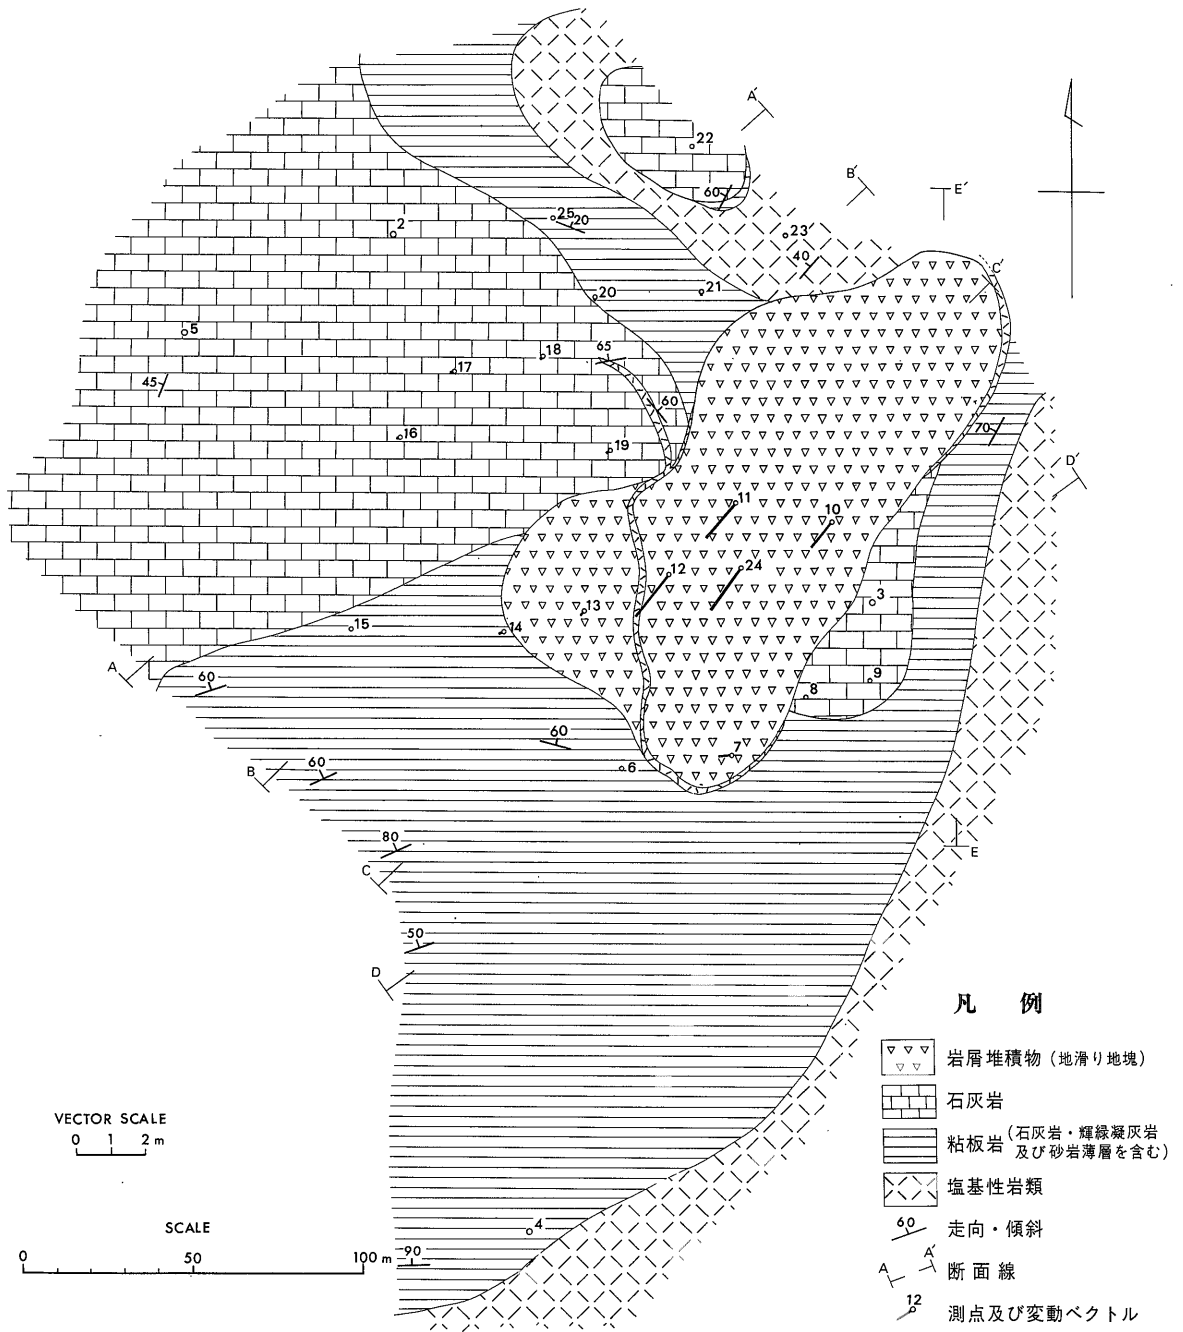 A′
22
60
B′
E′
25
20
2
23
40
C′
20
21
5
65
18
17
45
60
16
19
70
D′
11
10
12
24
3
13
15
14
A
60
9
8
60
7
B
60
6
80
C
E
50
D
凡 例
岩屑堆積物 (地滑り地塊)
石灰岩
粘板岩 (石灰岩・輝緑凝灰岩
及び砂岩薄層を含む)
塩基性岩類
60 走向・傾斜
A A′ 断面線
12 測点及び変動ベクトル
VECTOR SCALE
0 1 2 m
SCALE
0 50 100 m
4
90